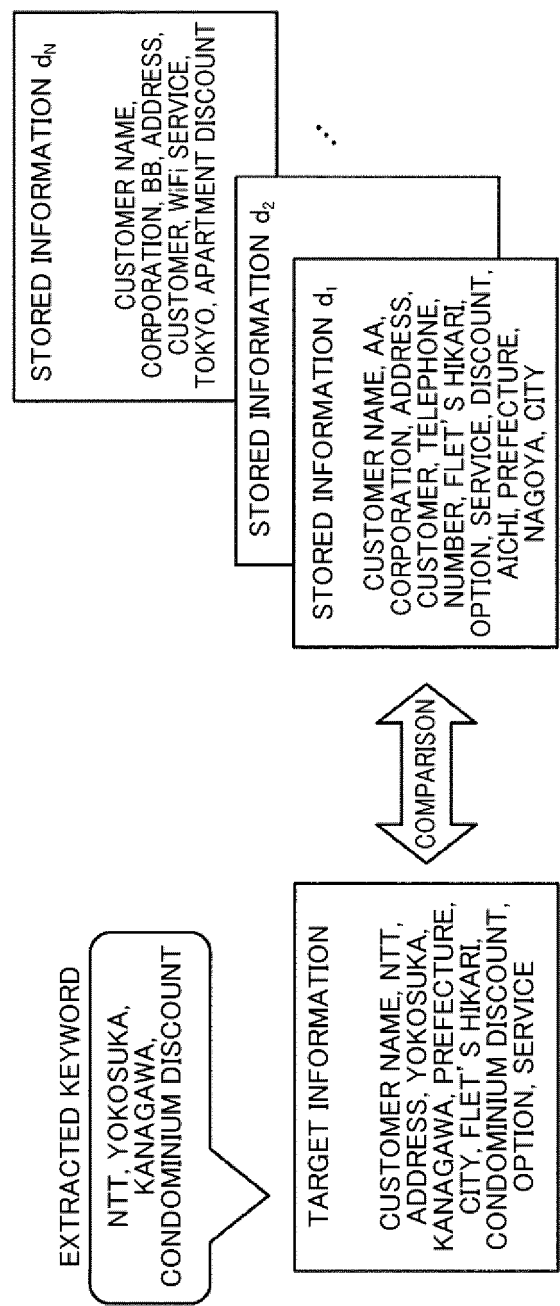 EXTRACTED KEYWORD
NTT, YOKOSUKA,
KANAGAWA,
CONDOMINIUM DISCOUNT
TARGET INFORMATION
CUSTOMER NAME, NTT,
ADDRESS, YOKOSUKA,
KANAGAWA, PREFECTURE,
CITY, FLET'S HIKARI,
CONDOMINIUM DISCOUNT,
OPTION, SERVICE
COMPARISON
STORED INFORMATION d1
CUSTOMER NAME, AA,
CORPORATION, ADDRESS,
CUSTOMER, TELEPHONE,
NUMBER, FLET'S HIKARI,
OPTION, SERVICE, DISCOUNT,
AICHI, PREFECTURE,
NAGOYA, CITY
STORED INFORMATION d2
...
STORED INFORMATION dN
CUSTOMER NAME,
CORPORATION, BB, ADDRESS,
CUSTOMER, WiFi SERVICE,
TOKYO, APARTMENT DISCOUNT